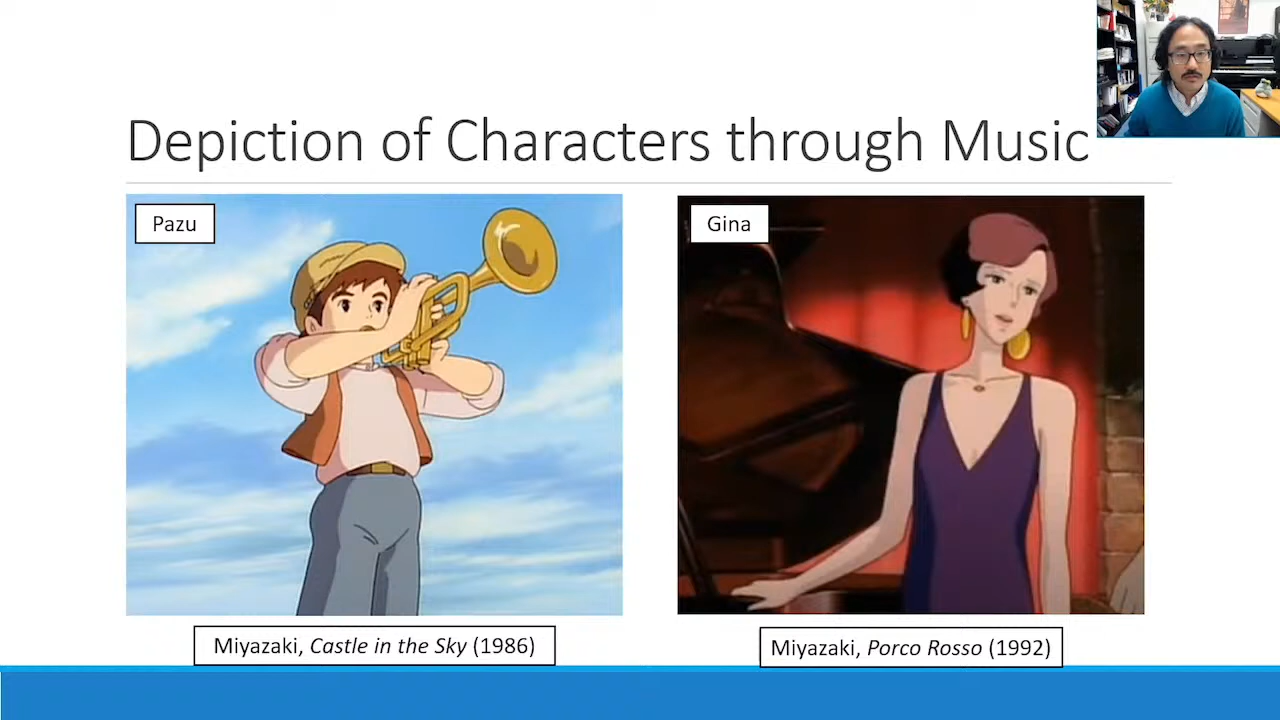 Depiction of Characters through Music
Pazu
Gina
Miyazaki, Castle in the Sky (1986)
Miyazaki, Porco Rosso (1992)